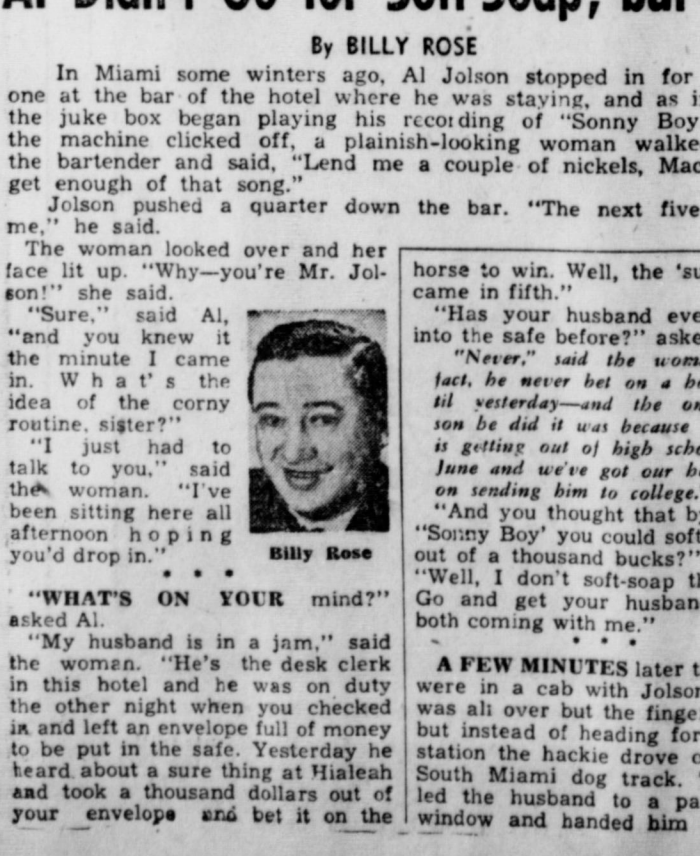 By BILLY ROSE
In Miami some winters ago, Al Jolson stopped in for
one at the bar of the hotel where he was staying, and as
the juke box began playing his recording of "Sonny Boy
the machine clicked off, a plainish-looking woman walke
the bartender and said, "Lend me a couple of nickels, Mac
get enough of that song."
Jolson pushed a quarter down the bar. "The next five
me," he said.
The woman looked over and her
face lit up. "Why—you're Mr. Jol-
son!" she said.
"Sure," said Al,
"and you knew it
the minute I came
in. What's the
idea of the corny
routine, sister?"
"I just had to
talk to you," said
the woman. "I've
been sitting here all
afternoon hoping
you'd drop in."
Billy Rose
• • •
"WHAT'S ON YOUR mind?"
asked Al.
"My husband is in a jam," said
the woman. "He's the desk clerk
in this hotel and he was on duty
the other night when you checked
in and left an envelope full of money
to be put in the safe. Yesterday he
heard about a sure thing at Hialeah
and took a thousand dollars out of
your envelope and bet it on the
horse to win. Well, the 'su
came in fifth."
"Has your husband eve
into the safe before?" aske
"Never," said the wom
fact, he never bet on a h
til yesterday—and the on
son he did it was because
is getting out of high scho
June and we've got our h
on sending him to college.
"And you thought that b
"Sonny Boy' you could soft
out of a thousand bucks?"
"Well, I don't soft-soap th
Go and get your husban
both coming with me."
• • •
A FEW MINUTES later t
were in a cab with Jolson
was all over but the finge
but instead of heading for
station the hackie drove
South Miami dog track.
led the husband to a pa
window and handed him